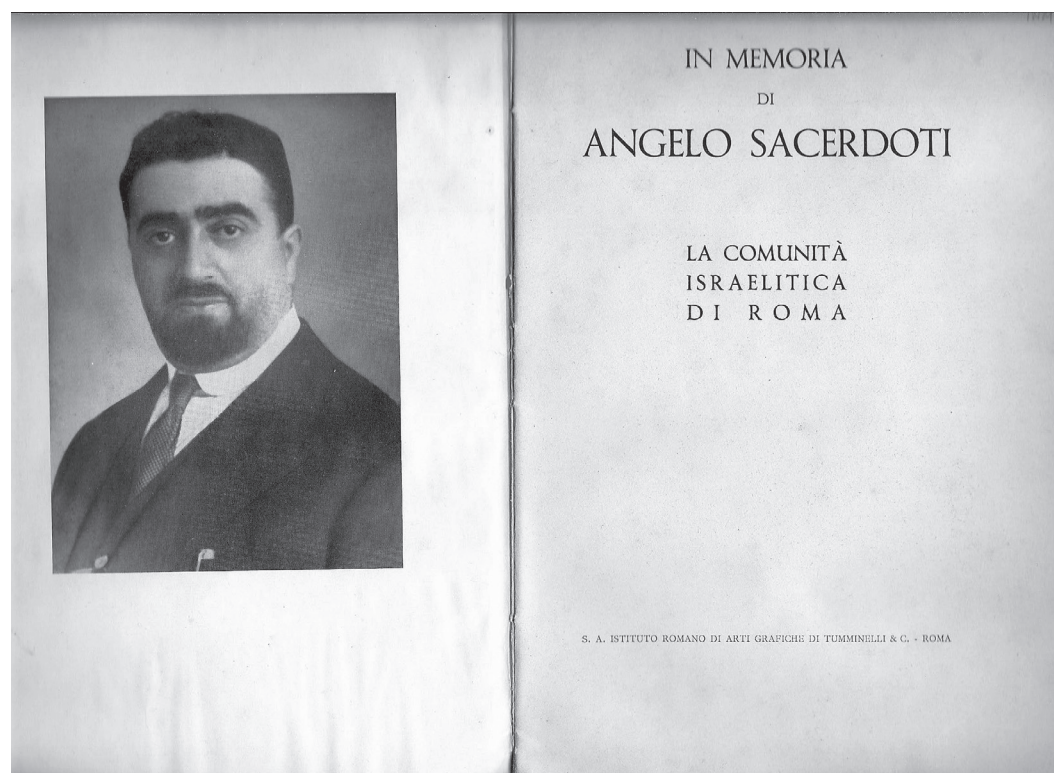 IN MEMORIA
DI
ANGELO SACERDOTI
LA COMUNITÀ
ISRAELITICA
DI ROMA
S. A. ISTITUTO ROMANO DI ARTI GRAFICHE DI TUMMINELLI & C. - ROMA